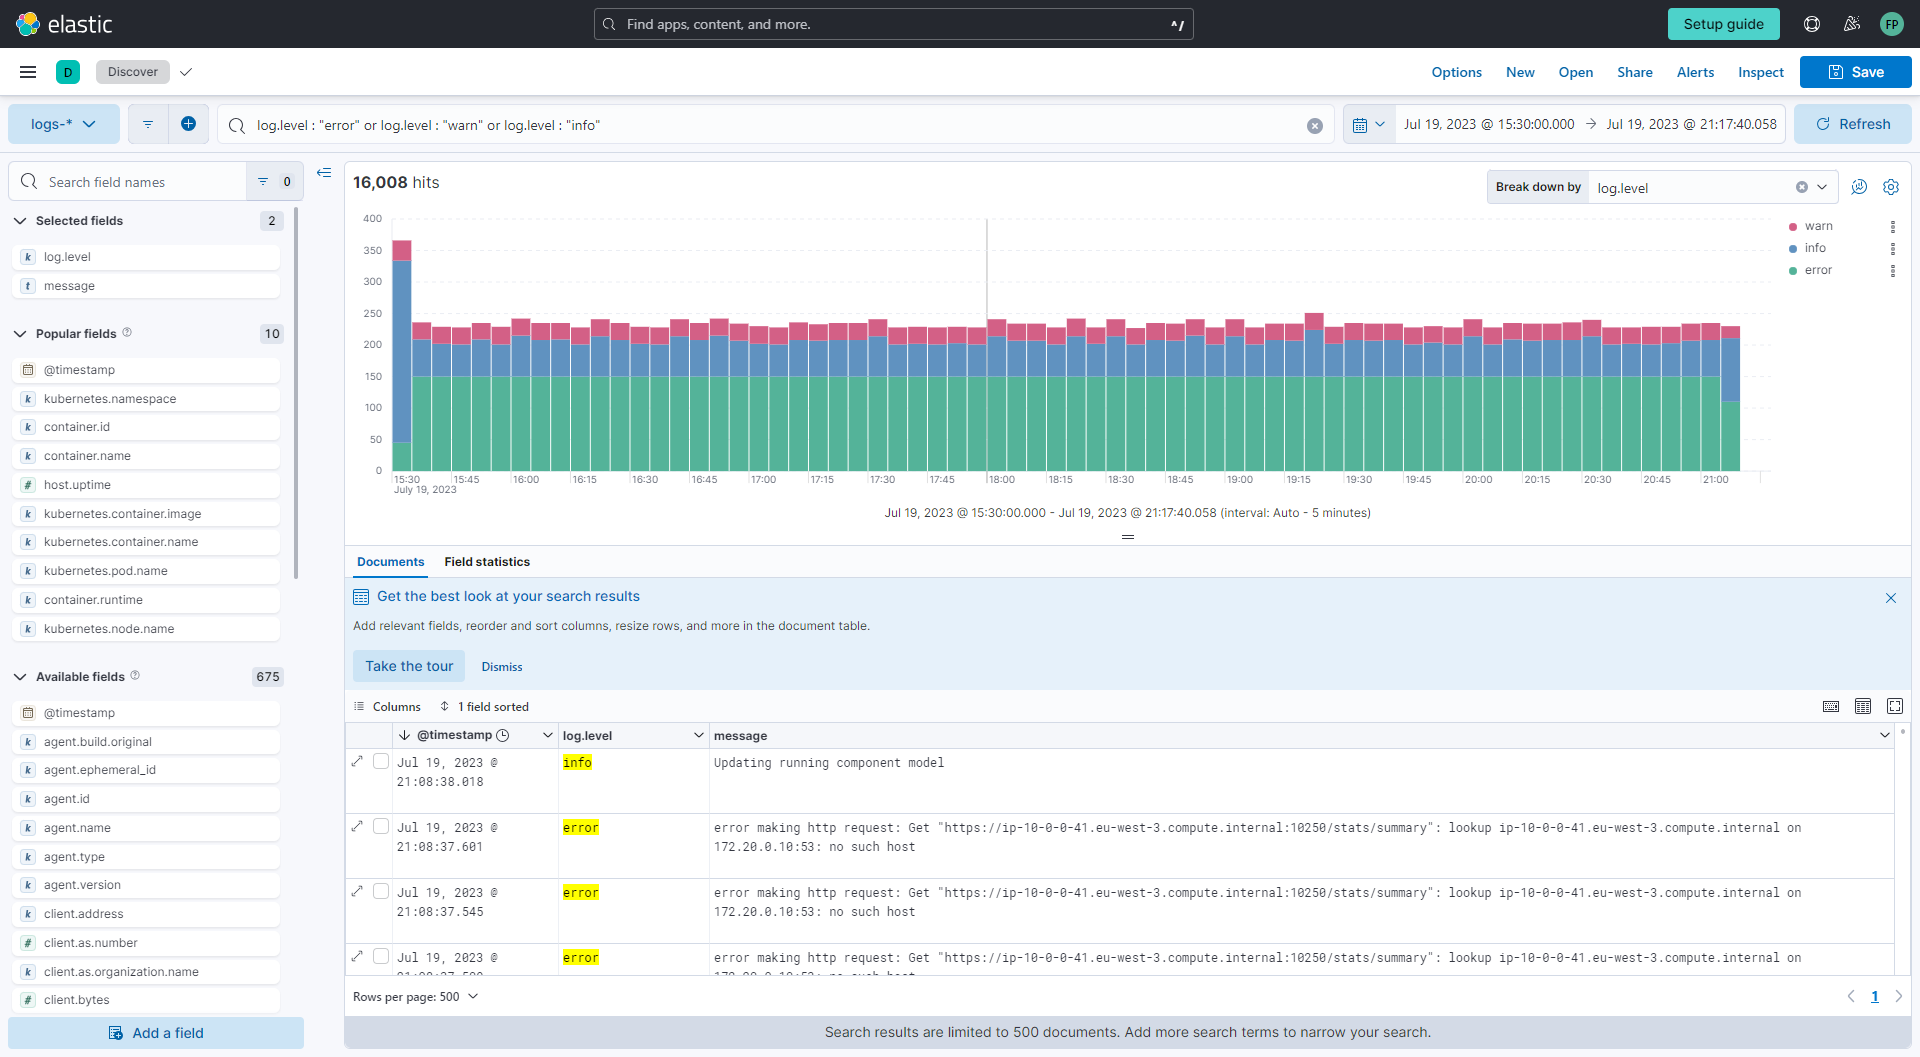 elastic
Find apps, content, and more.
^/
Setup guide
FP
D
Discover
Options
New
Open
Share
Alerts
Inspect
Save
logs-*
log.level : "error" or log.level : "warn" or log.level : "info"
Jul 19, 2023 @ 15:30:00.000 → Jul 19, 2023 @ 21:17:40.058
Refresh
Search field names
0
Selected fields
2
k log.level
t message
Popular fields
10
@timestamp
k kubernetes.namespace
k container.id
k container.name
# host.uptime
k kubernetes.container.image
k kubernetes.container.name
k kubernetes.pod.name
k container.runtime
k kubernetes.node.name
Available fields
675
@timestamp
k agent.build.original
k agent.ephemeral_id
k agent.id
k agent.name
k agent.type
k agent.version
k client.address
# client.as.number
k client.as.organization.name
# client.bytes
Add a field
16,008 hits
Break down by
log.level
400
350
300
250
200
150
100
50
0
15:30 15:45 16:00 16:15 16:30 16:45 17:00 17:15 17:30 17:45 18:00 18:15 18:30 18:45 19:00 19:15 19:30 19:45 20:00 20:15 20:30 20:45 21:00
July 19, 2023
warn
info
error
Jul 19, 2023 @ 15:30:00.000 - Jul 19, 2023 @ 21:17:40.058 (interval: Auto - 5 minutes)
Documents
Field statistics
Get the best look at your search results
Add relevant fields, reorder and sort columns, resize rows, and more in the document table.
Take the tour
Dismiss
Columns
1 field sorted
@timestamp
log.level
message
Jul 19, 2023 @
21:08:38.018
info
Updating running component model
Jul 19, 2023 @
21:08:37.601
error
error making http request: Get "https://ip-10-0-0-41.eu-west-3.compute.internal:10250/stats/summary": lookup ip-10-0-0-41.eu-west-3.compute.internal on
172.20.0.10:53: no such host
Jul 19, 2023 @
21:08:37.545
error
error making http request: Get "https://ip-10-0-0-41.eu-west-3.compute.internal:10250/stats/summary": lookup ip-10-0-0-41.eu-west-3.compute.internal on
172.20.0.10:53: no such host
Jul 19, 2023 @
error
error making http request: Get "https://ip-10-0-0-41.eu-west-3.compute.internal:10250/stats/summary": lookup ip-10-0-0-41.eu-west-3.compute.internal on
Rows per page: 500
1
Search results are limited to 500 documents. Add more search terms to narrow your search.